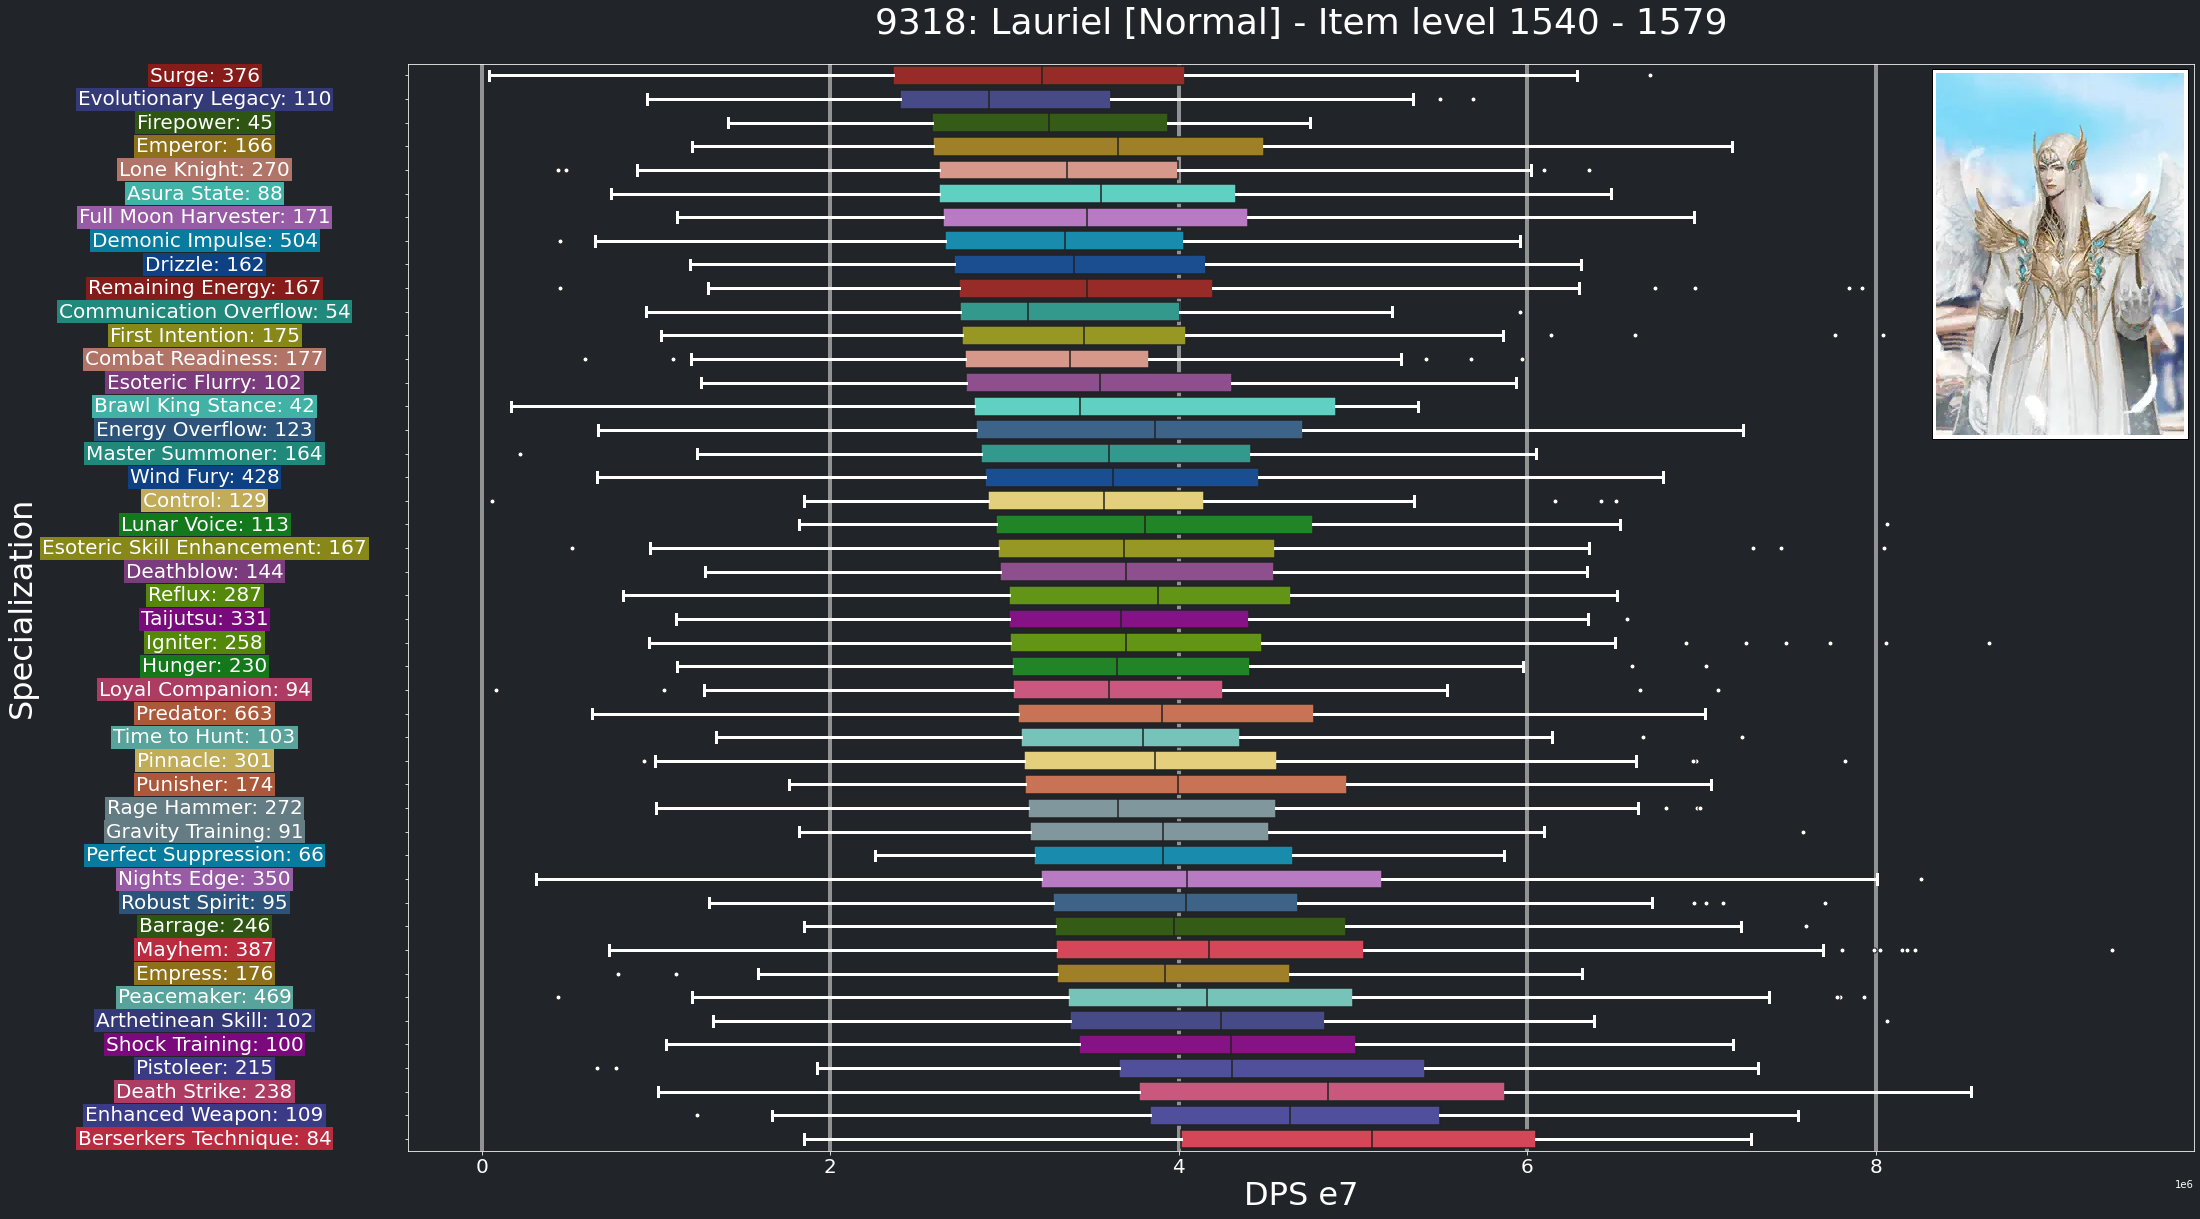 9318: Lauriel [Normal] - Item level 1540 - 1579
Surge: 376
Evolutionary Legacy: 110
Firepower: 45
Emperor: 166
Lone Knight: 270
Asura State: 88
Full Moon Harvester: 171
Demonic Impulse: 504
Drizzle: 162
Remaining Energy: 167
Communication Overflow: 54
First Intention: 175
Combat Readiness: 177
Esoteric Flurry: 102
Brawl King Stance: 42
Energy Overflow: 123
Master Summoner: 164
Wind Fury: 428
Control: 129
Lunar Voice: 113
Esoteric Skill Enhancement: 167
Deathblow: 144
Reflux: 287
Taijutsu: 331
Igniter: 258
Hunger: 230
Loyal Companion: 94
Predator: 663
Time to Hunt: 103
Pinnacle: 301
Punisher: 174
Rage Hammer: 272
Gravity Training: 91
Perfect Suppression: 66
Nights Edge: 350
Robust Spirit: 95
Barrage: 246
Mayhem: 387
Empress: 176
Peacemaker: 469
Arthetinean Skill: 102
Shock Training: 100
Pistoleer: 215
Death Strike: 238
Enhanced Weapon: 109
Berserkers Technique: 84
Specialization
0 2 4 6 8
1e6
DPS e7